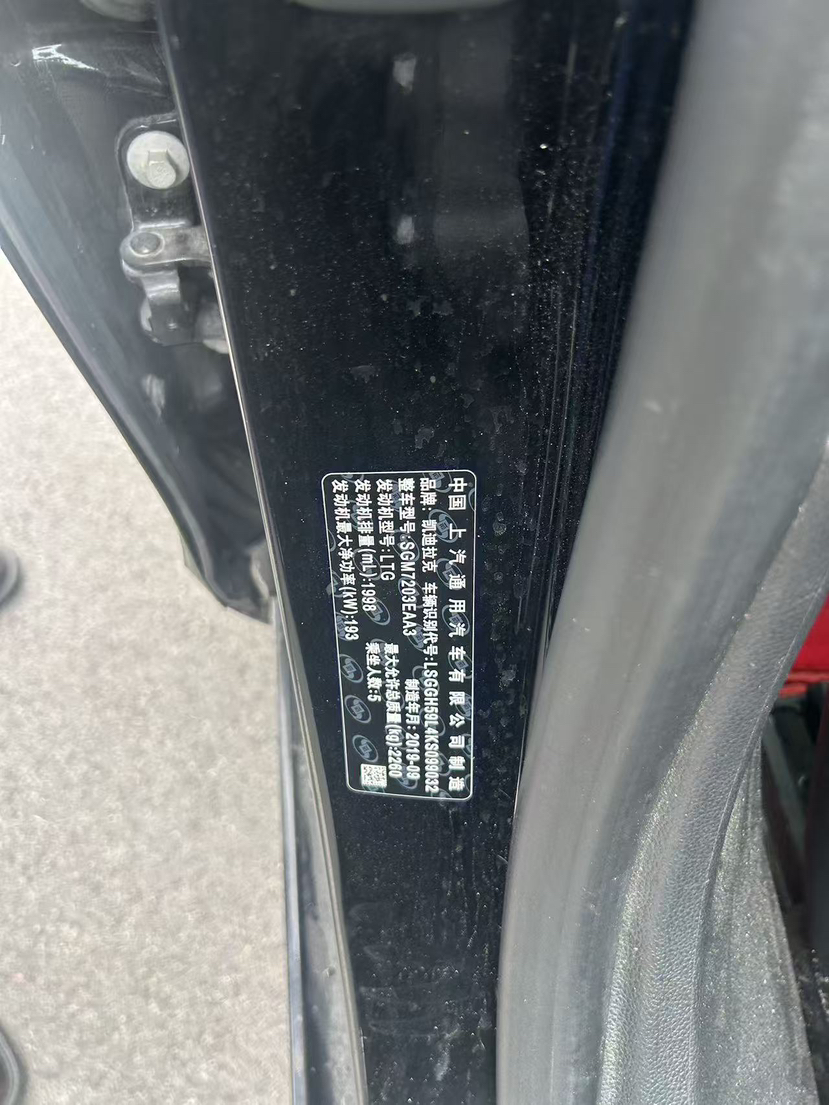 中国 上汽通用汽车有限公司制造
品牌: 凯迪拉克 车辆识别代号:LSGGH59L4KS099032
整车型号:SGM7203EAA3 制造年月:2019-09
发动机型号:LTG 最大允许总质量(kg):2260
发动机排量(mL):1998 乘坐人数:5
发动机最大净功率(kW):193